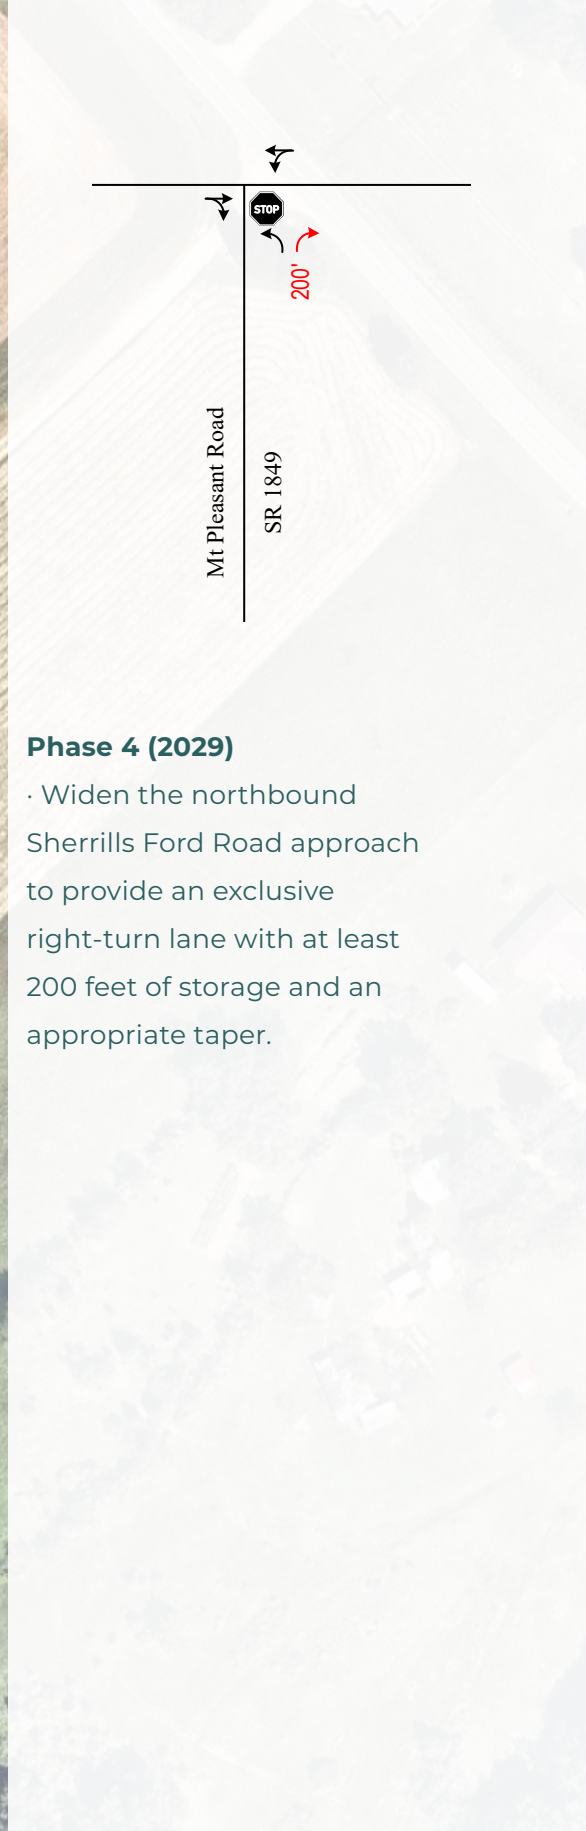 STOP
200'
Mt Pleasant Road
SR 1849
Phase 4 (2029)
· Widen the northbound
Sherrills Ford Road approach
to provide an exclusive
right-turn lane with at least
200 feet of storage and an
appropriate taper.